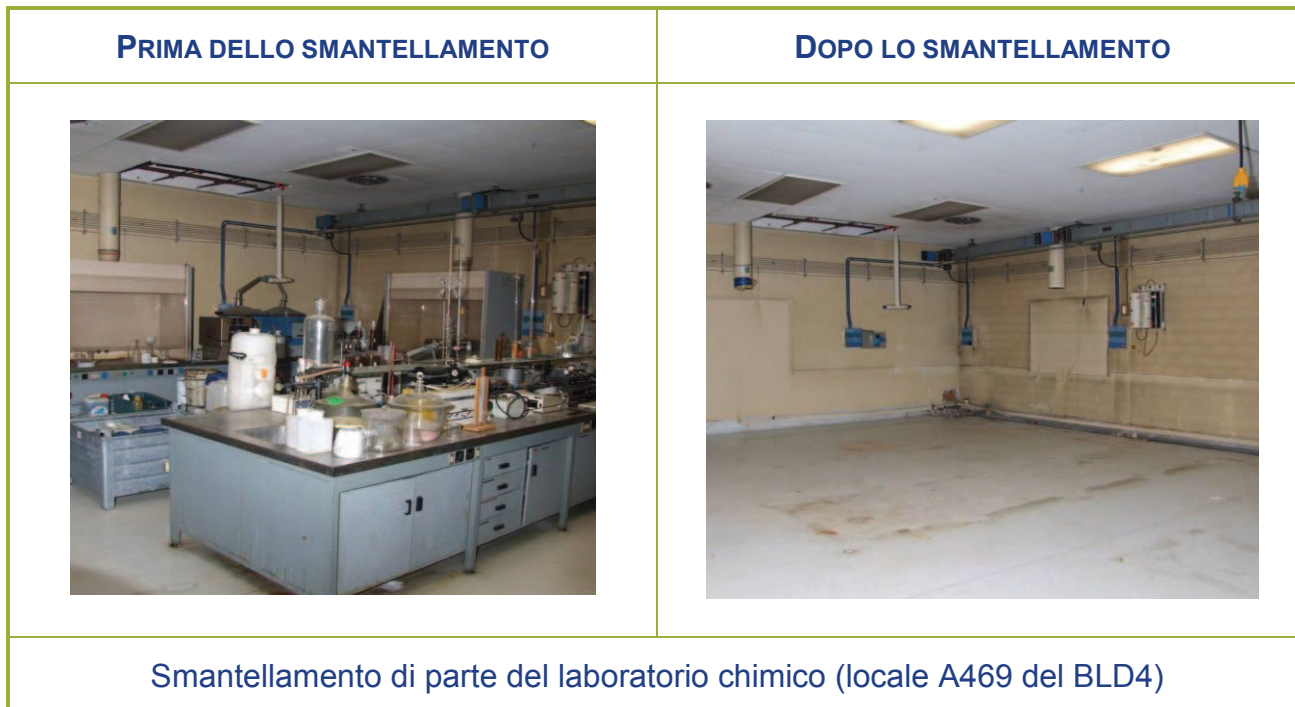 PRIMA DELLO SMANTELLAMENTO
DOPO LO SMANTELLAMENTO
Smantellamento di parte del laboratorio chimico (locale A469 del BLD4)